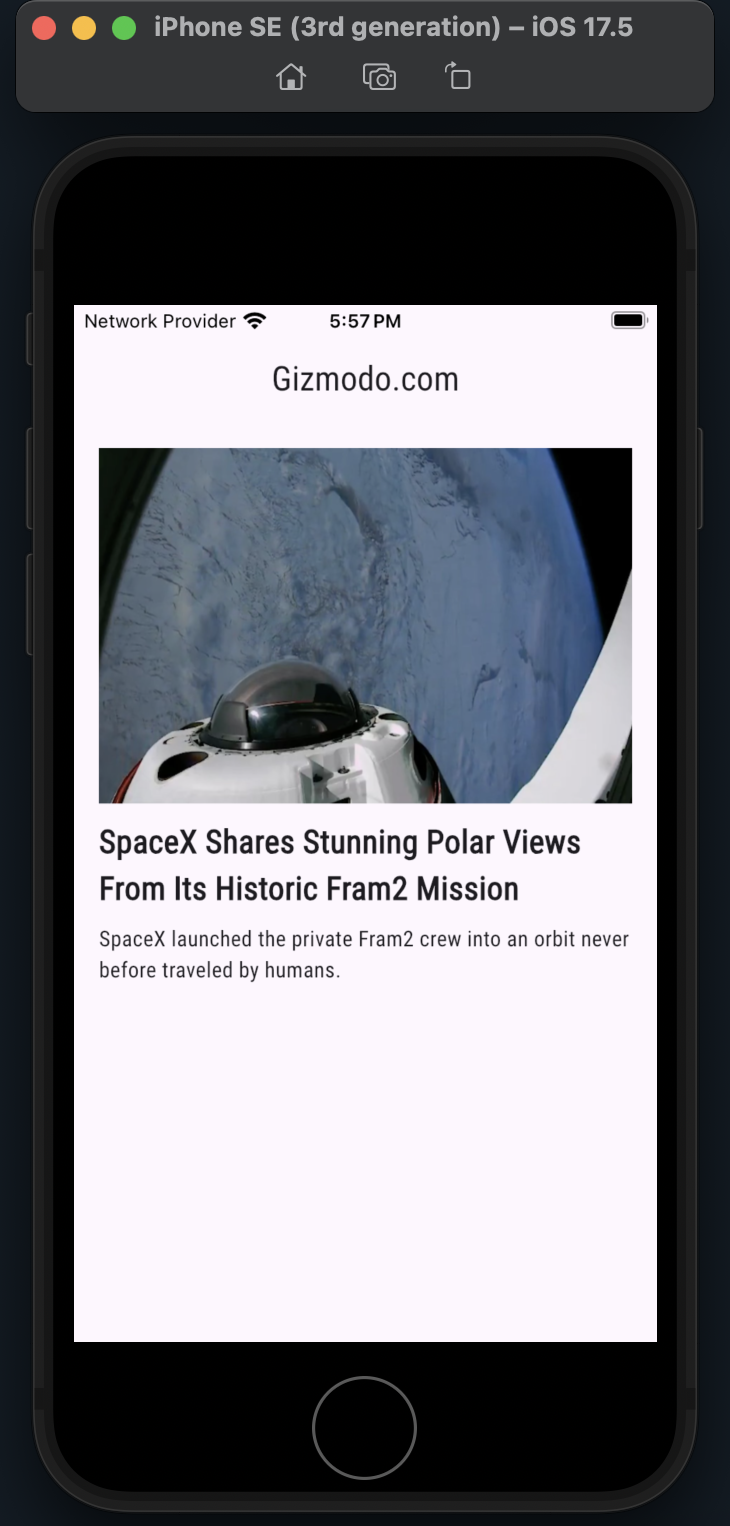 iPhone SE (3rd generation) – iOS 17.5
Network Provider 5:57 PM
Gizmodo.com
SpaceX Shares Stunning Polar Views
From Its Historic Fram2 Mission
SpaceX launched the private Fram2 crew into an orbit never
before traveled by humans.